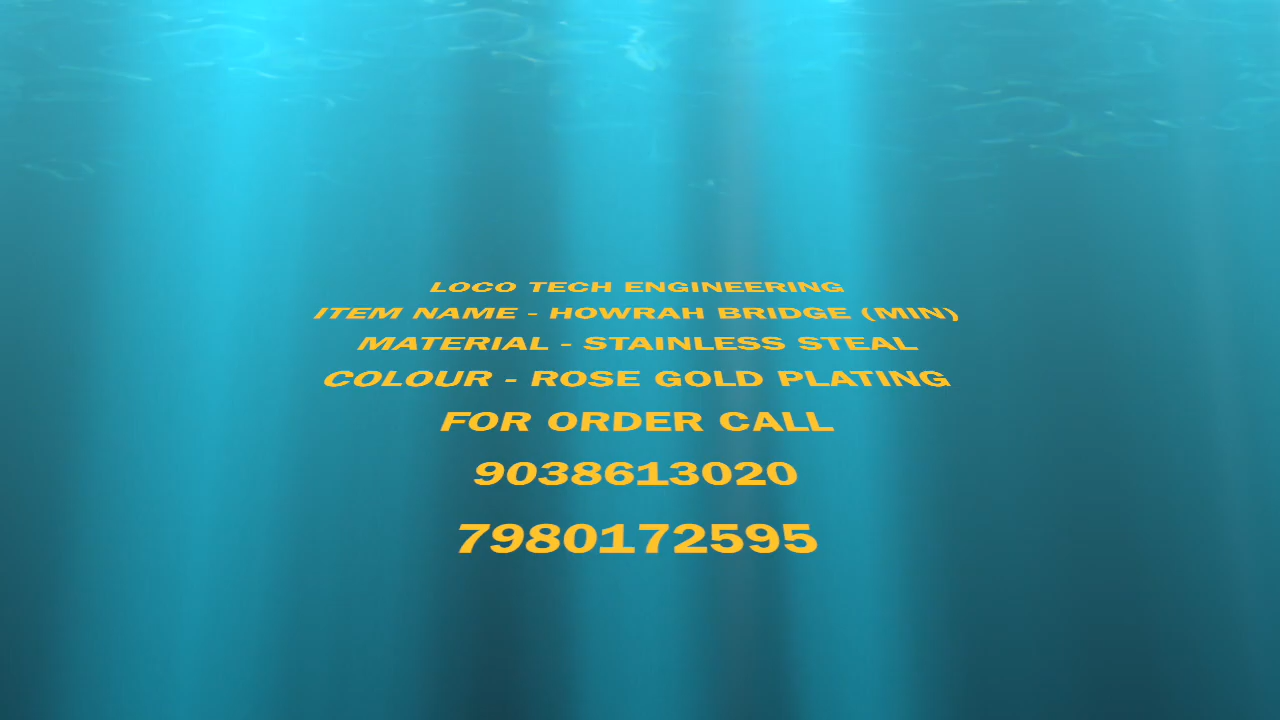 LOCO TECH ENGINEERING
ITEM NAME - HOWRAH BRIDGE (MIN)
MATERIAL - STAINLESS STEAL
COLOUR - ROSE GOLD PLATING
FOR ORDER CALL
9038613020
7980172595